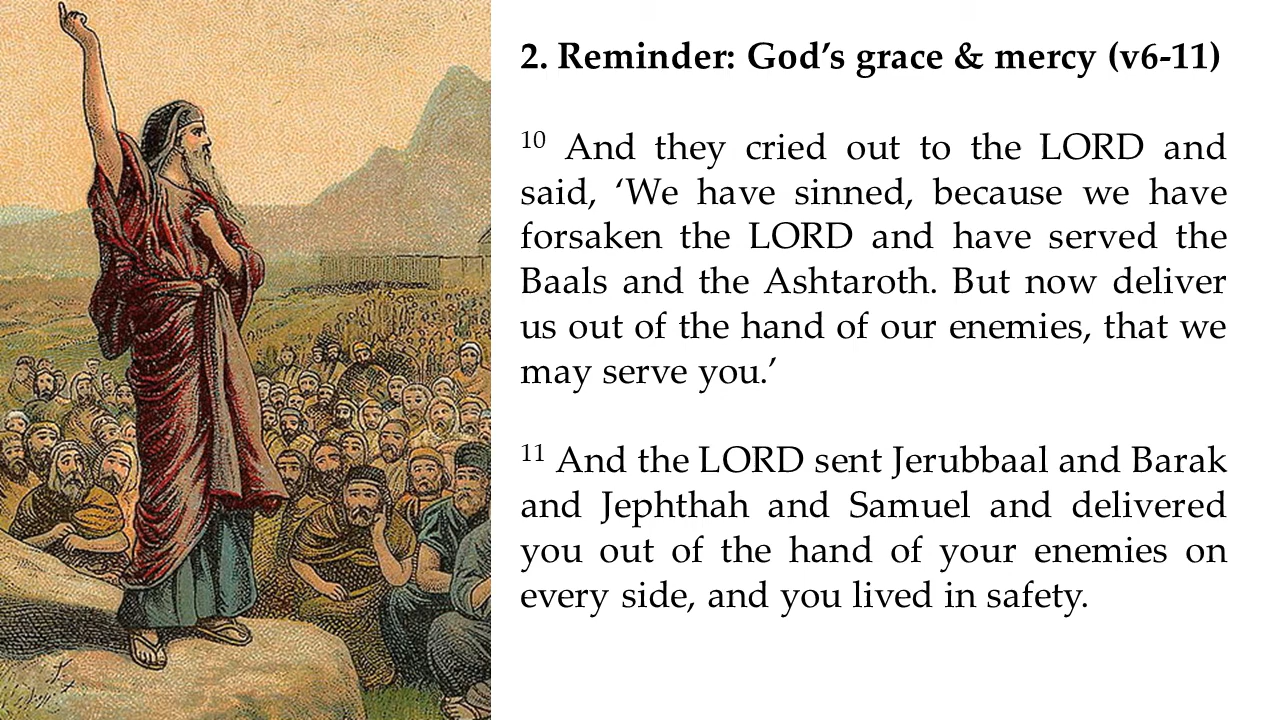 2. Reminder: God’s grace & mercy (v6-11)
10 And they cried out to the LORD and
said, ‘We have sinned, because we have
forsaken the LORD and have served the
Baals and the Ashtaroth. But now deliver
us out of the hand of our enemies, that we
may serve you.’
11 And the LORD sent Jerubbaal and Barak
and Jephthah and Samuel and delivered
you out of the hand of your enemies on
every side, and you lived in safety.